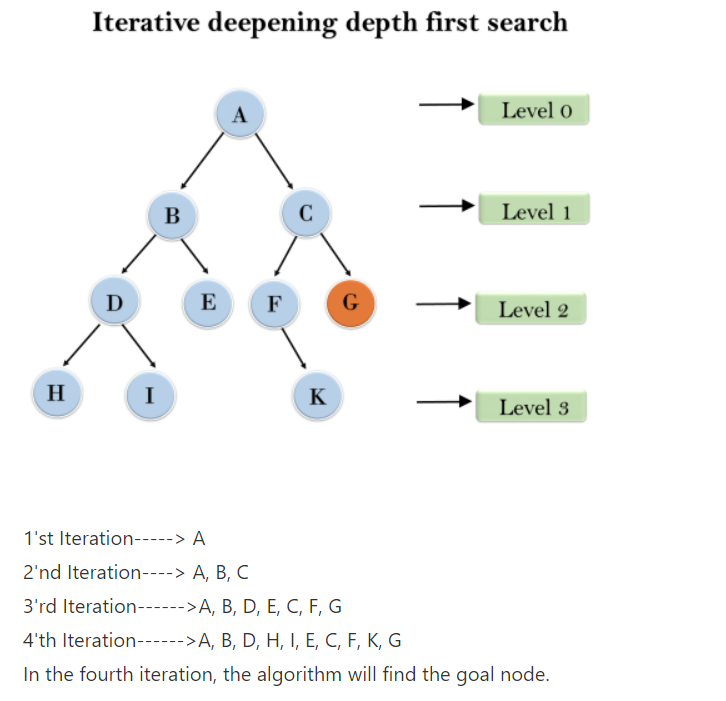 Iterative deepening depth first search
A
Level 0
B
C
Level 1
D
E
F
G
Level 2
H
I
K
Level 3
1'st Iteration-----> A
2'nd Iteration----> A, B, C
3'rd Iteration------>A, B, D, E, C, F, G
4'th Iteration------>A, B, D, H, I, E, C, F, K, G
In the fourth iteration, the algorithm will find the goal node.